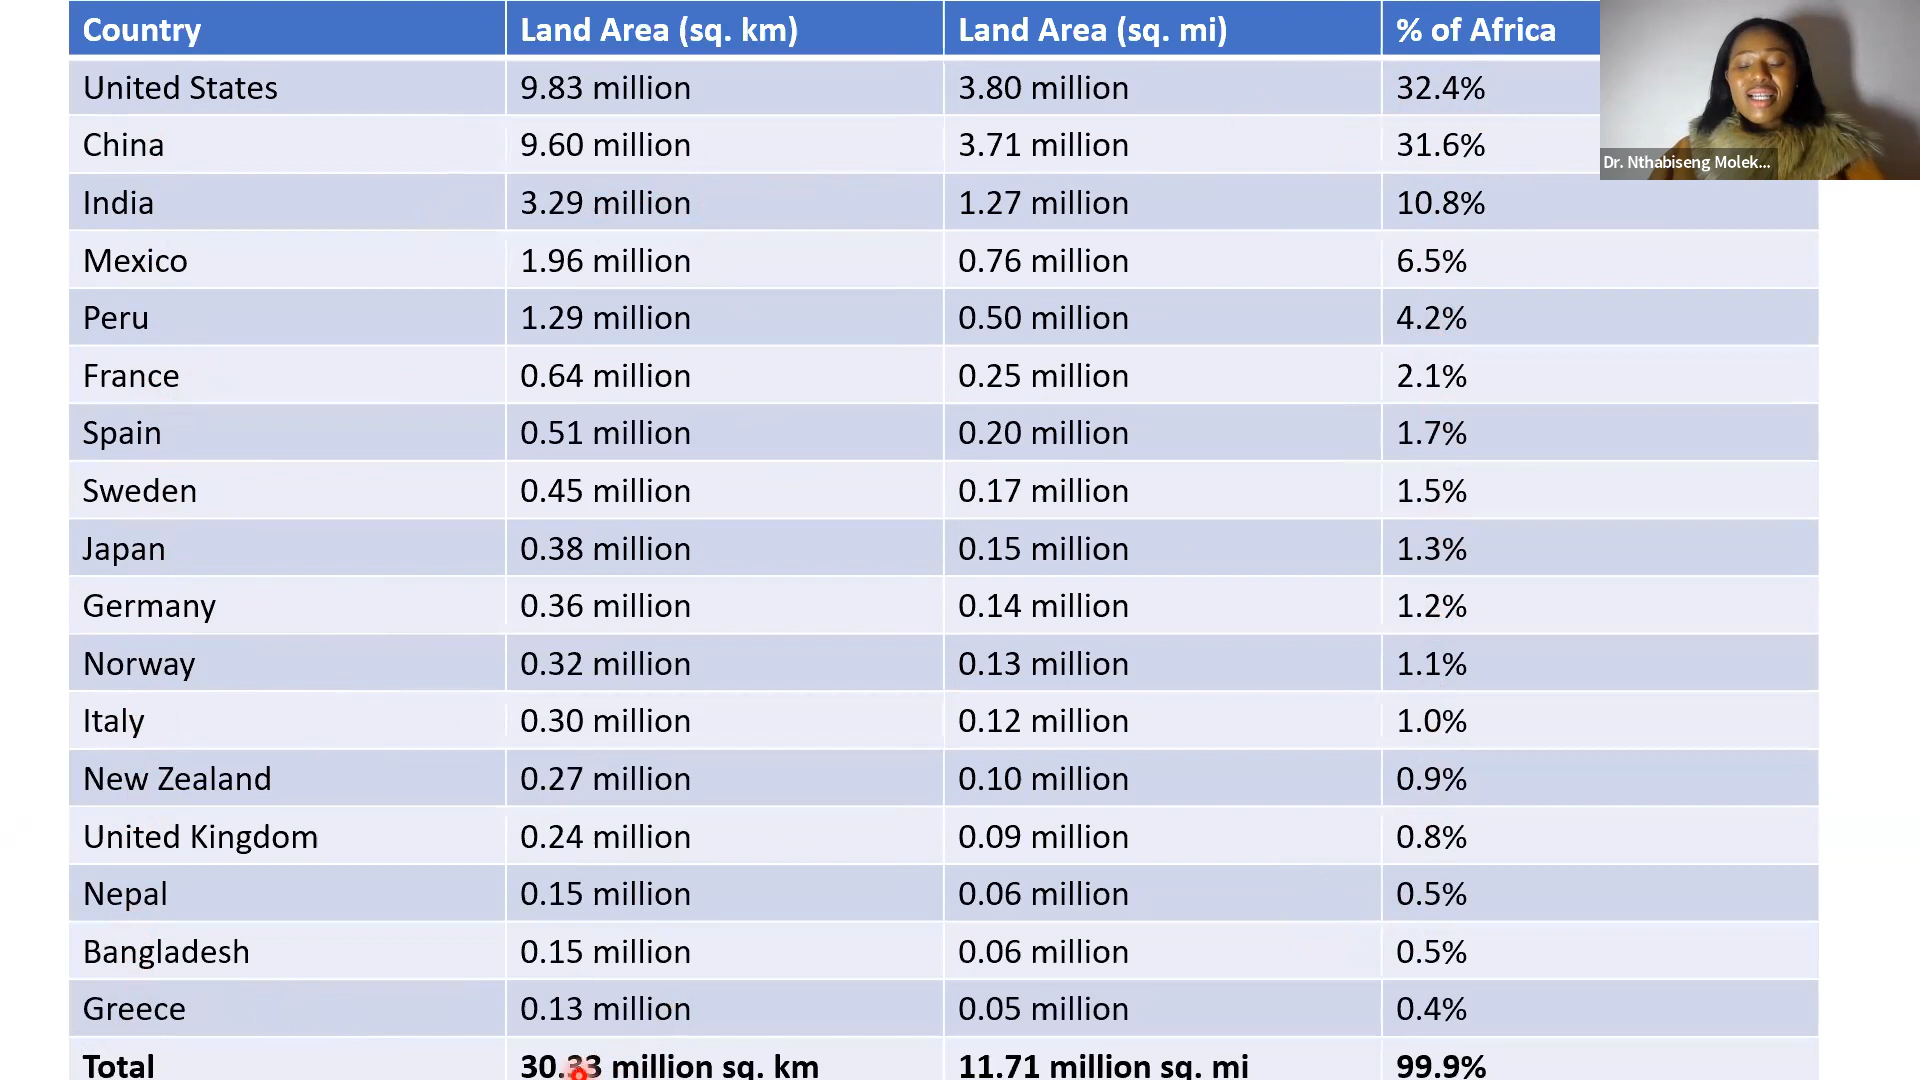 Country Land Area (sq. km) Land Area (sq. mi) % of Africa
United States 9.83 million 3.80 million 32.4%
China 9.60 million 3.71 million 31.6%
Dr. Nthabiseng Molek...
India 3.29 million 1.27 million 10.8%
Mexico 1.96 million 0.76 million 6.5%
Peru 1.29 million 0.50 million 4.2%
France 0.64 million 0.25 million 2.1%
Spain 0.51 million 0.20 million 1.7%
Sweden 0.45 million 0.17 million 1.5%
Japan 0.38 million 0.15 million 1.3%
Germany 0.36 million 0.14 million 1.2%
Norway 0.32 million 0.13 million 1.1%
Italy 0.30 million 0.12 million 1.0%
New Zealand 0.27 million 0.10 million 0.9%
United Kingdom 0.24 million 0.09 million 0.8%
Nepal 0.15 million 0.06 million 0.5%
Bangladesh 0.15 million 0.06 million 0.5%
Greece 0.13 million 0.05 million 0.4%
Total 30.33 million sq. km 11.71 million sq. mi 99.9%